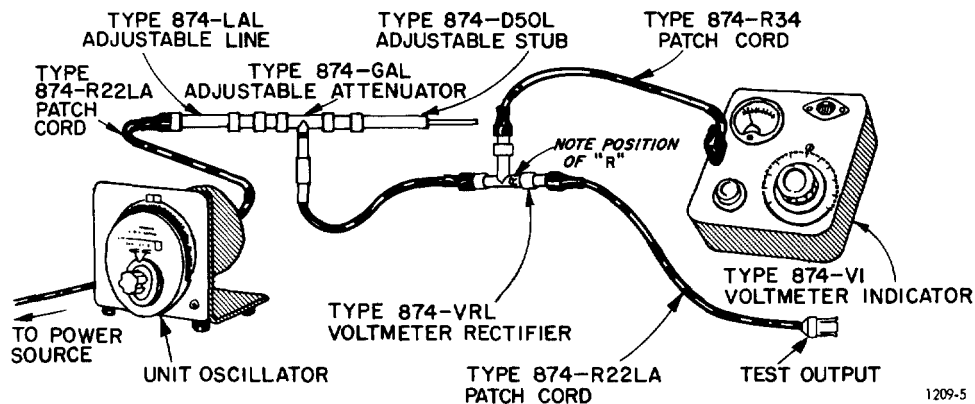 TYPE 874-LAL
ADJUSTABLE LINE
TYPE 874-D50L
ADJUSTABLE STUB
TYPE 874-R34
PATCH CORD
TYPE
874-R22LA
PATCH
CORD
TYPE 874-GAL
ADJUSTABLE ATTENUATOR
NOTE POSITION
OF "R"
TYPE 874-VI
VOLTMETER INDICATOR
TYPE 874-VRL
VOLTMETER RECTIFIER
TO POWER
SOURCE
UNIT OSCILLATOR
TYPE 874-R22LA
PATCH CORD
TEST OUTPUT
1209-5